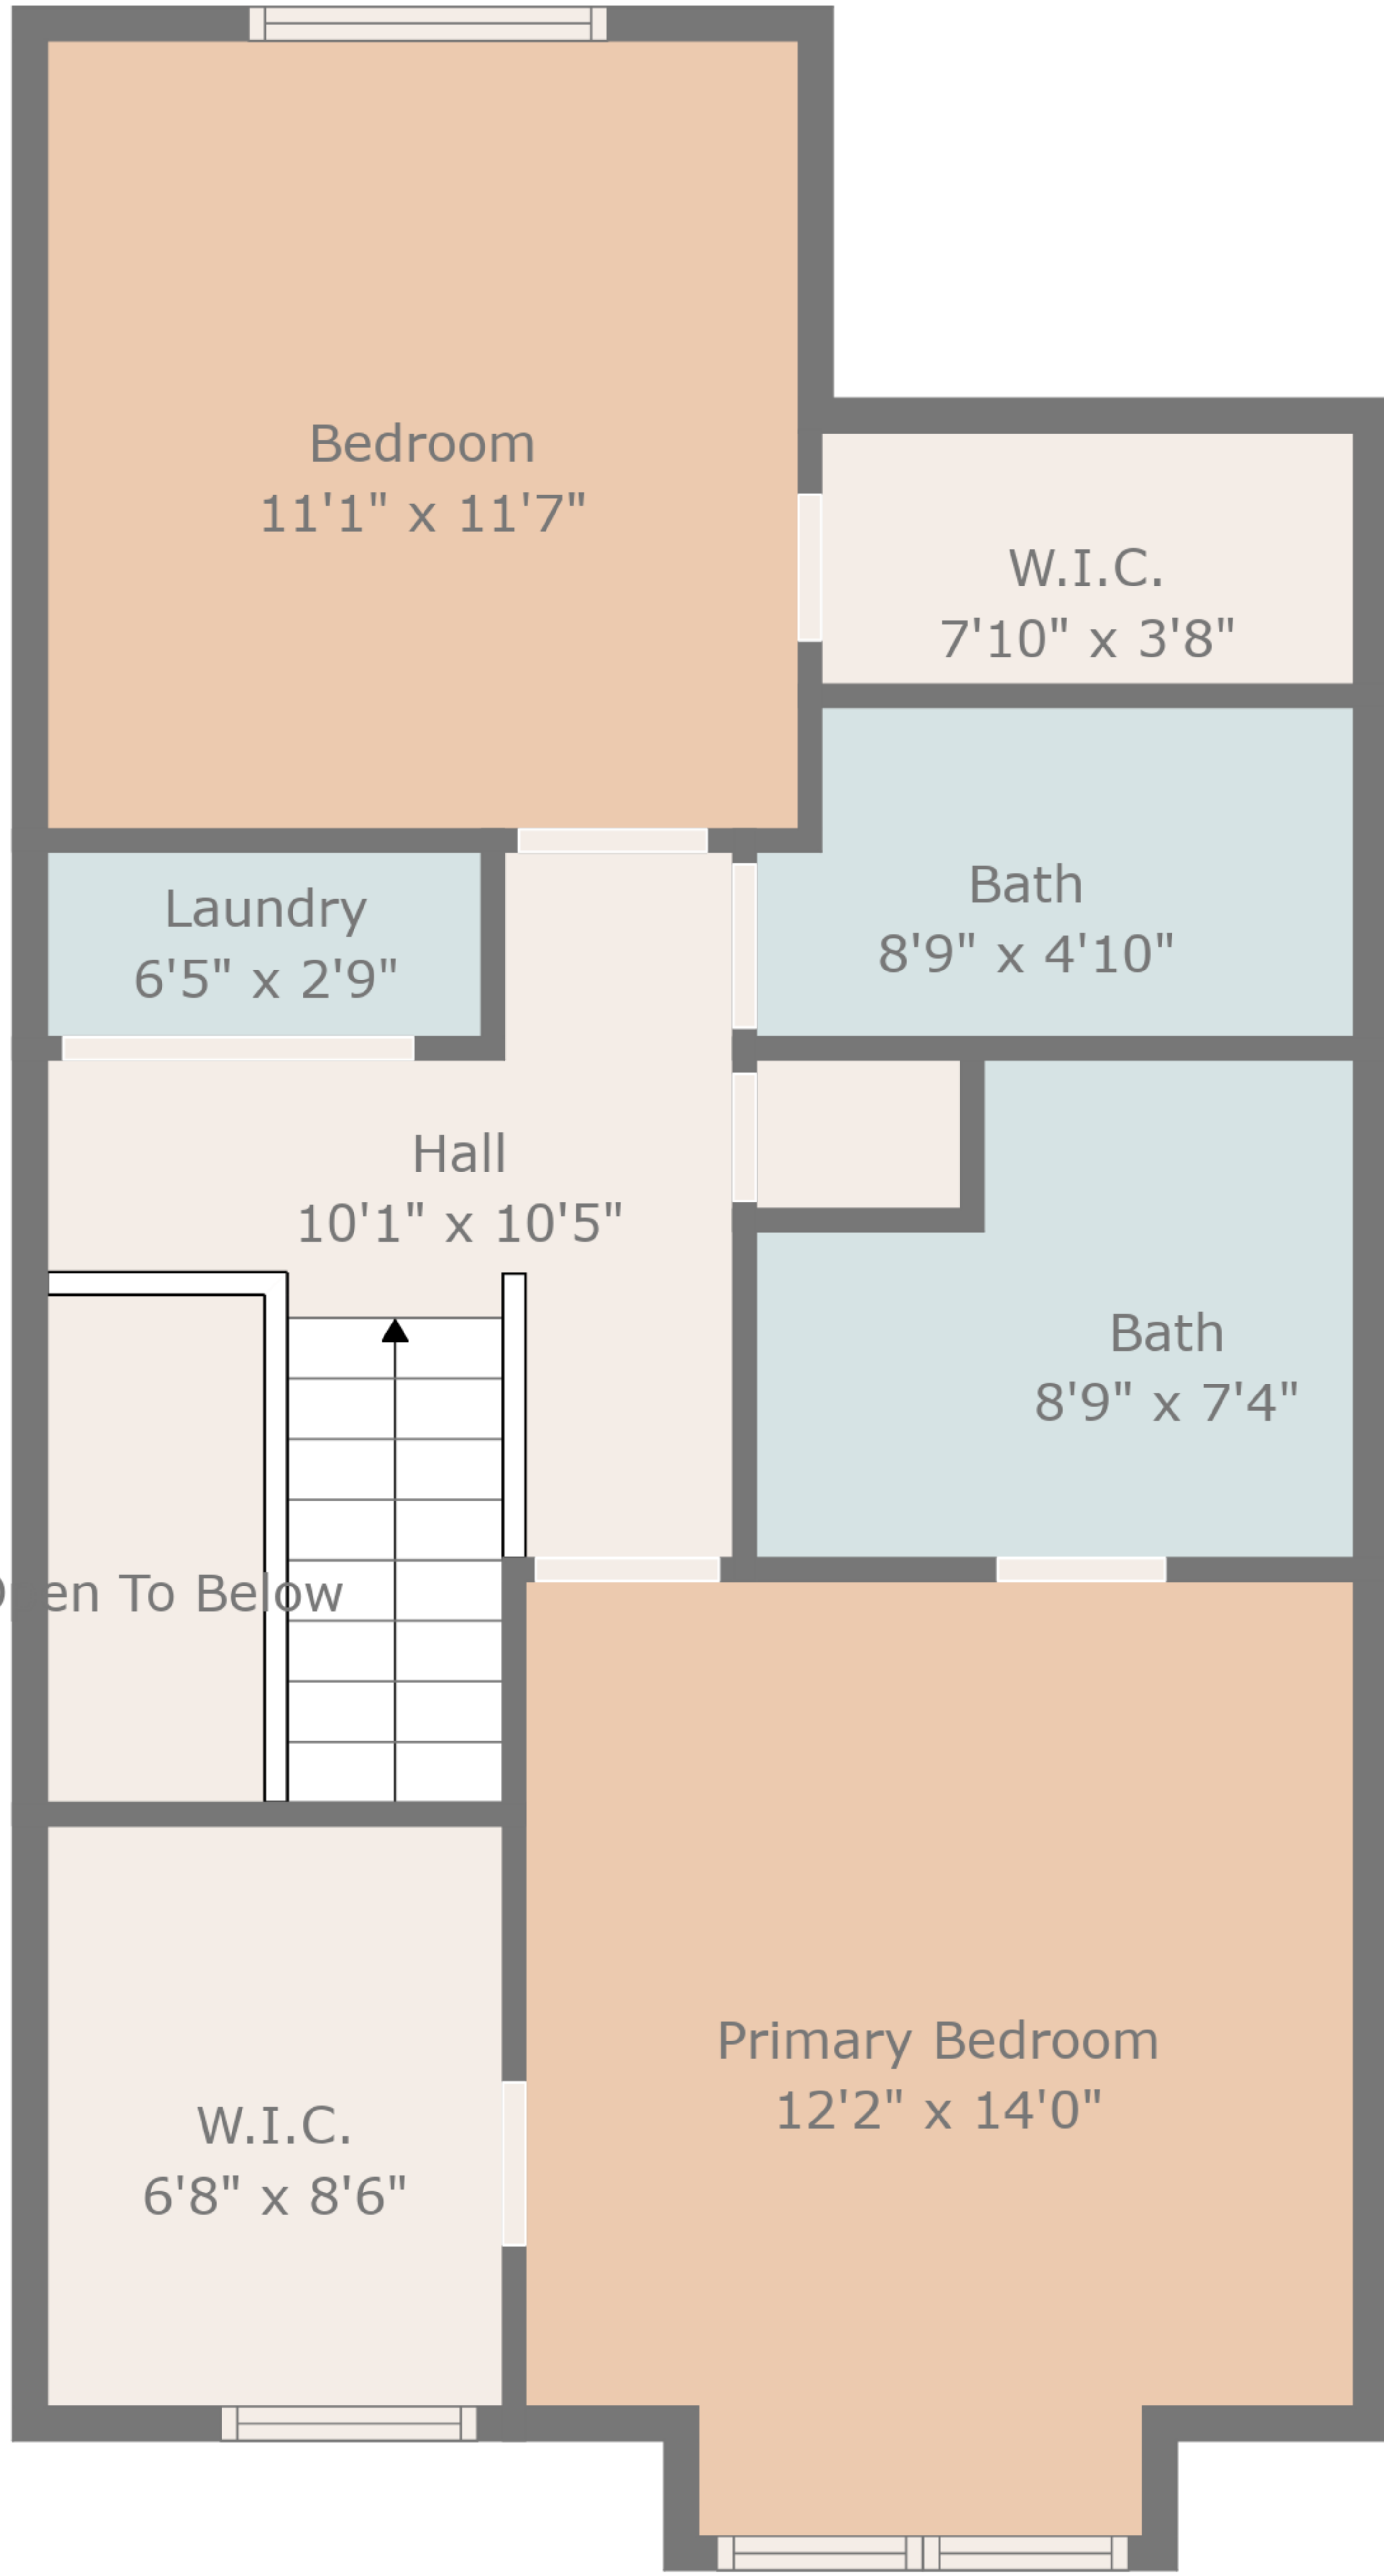 Bedroom
11'1" x 11'7"
W.I.C.
7'10" x 3'8"
Laundry
6'5" x 2'9"
Bath
8'9" x 4'10"
Hall
10'1" x 10'5"
Bath
8'9" x 7'4"
Open To Below
Primary Bedroom
12'2" x 14'0"
W.I.C.
6'8" x 8'6"